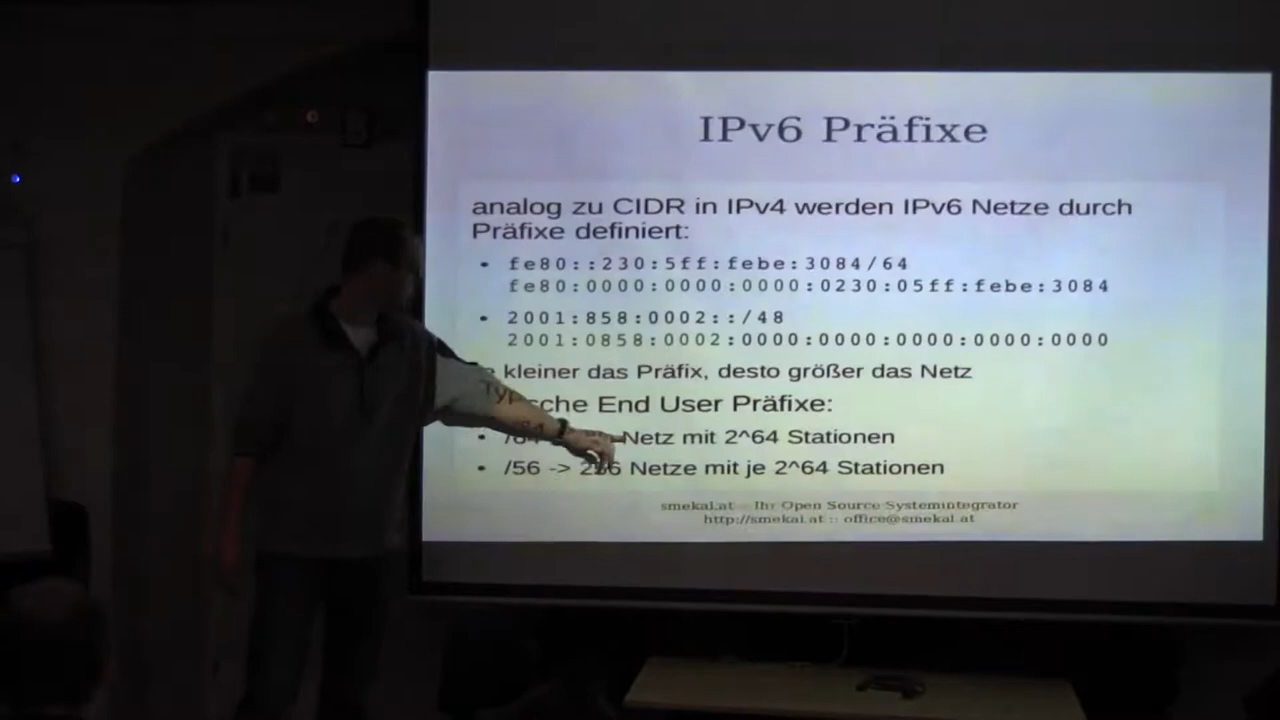 IPv6 Präfixe
analog zu CIDR in IPv4 werden IPv6 Netze durch
Präfixe definiert:
• fe80::230:5ff:febe:3084/64
fe80:0000:0000:0000:0230:05ff:febe:3084
• 2001:858:0002::/48
2001:0858:0002:0000:0000:0000:0000:0000
kleiner das Präfix, desto größer das Netz
Typische End User Präfixe:
• /64 Netz mit 2^64 Stationen
• /56 -> 256 Netze mit je 2^64 Stationen
smekal.at – Ihr Open Source Systemintegrator
http://smekal.at :: office@smekal.at